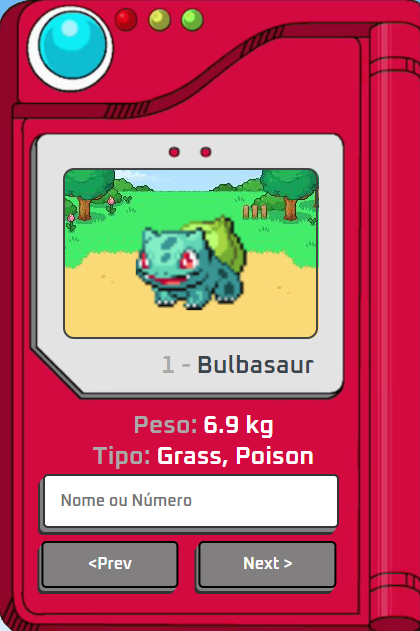 1 - Bulbasaur
Peso: 6.9 kg
Tipo: Grass, Poison
Nome ou Número
<Prev
Next >